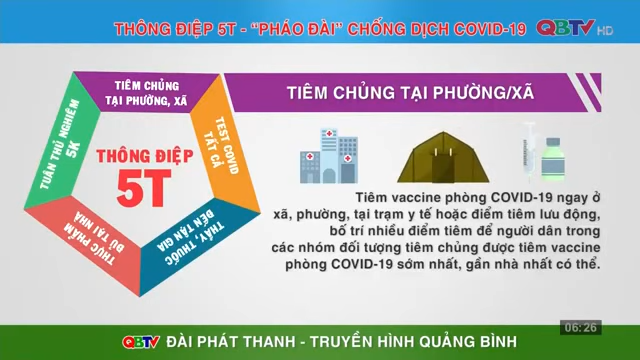 THÔNG ĐIỆP 5T - “PHÁO ĐÀI” CHỐNG DỊCH COVID-19
QBTV HD
TIÊM CHỦNG
TẠI PHƯỜNG, XÃ
TEST COVID
TẤT CẢ
THẦY, THUỐC
ĐẾN TẬN GIA
THỰC PHẨM
ĐỦ TẠI NHÀ
TUÂN THỦ NGHIÊM
5K
THÔNG ĐIỆP
5T
TIÊM CHỦNG TẠI PHƯỜNG/XÃ
Tiêm vaccine phòng COVID-19 ngay ở
xã, phường, tại trạm y tế hoặc điểm tiêm lưu động,
bố trí nhiều điểm tiêm để người dân trong
các nhóm đối tượng tiêm chủng được tiêm vaccine
phòng COVID-19 sớm nhất, gần nhà nhất có thể.
06:26
QBTV ĐÀI PHÁT THANH - TRUYỀN HÌNH QUẢNG BÌNH